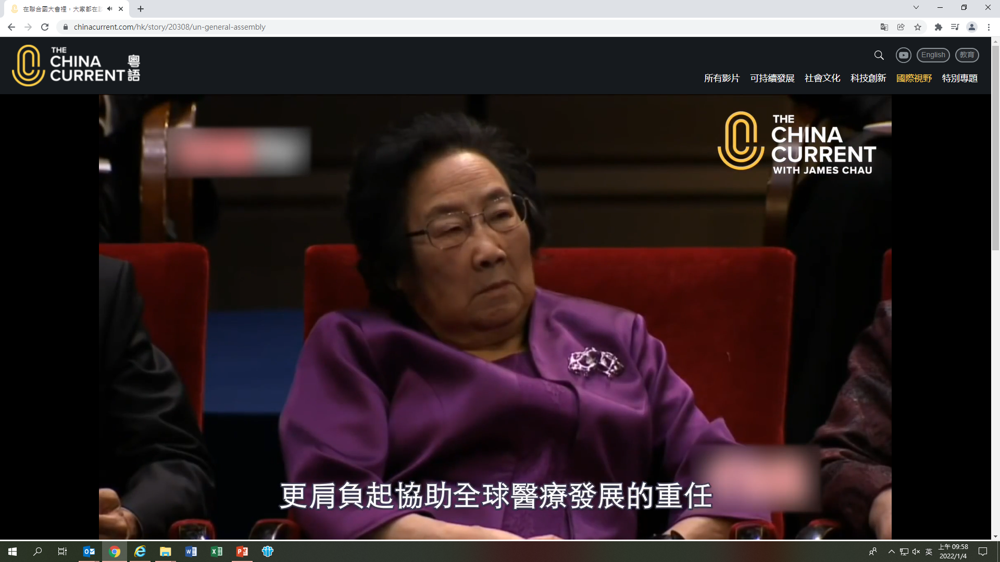 在聯合國大會裡，大家都在
chinacurrent.com/hk/story/20308/un-general-assembly
THE
CHINA
CURRENT
粵語
English
教育
所有影片 可持續發展 社會文化 科技創新 國際視野 特別專題
THE
CHINA
CURRENT
WITH JAMES CHAU
更肩負起協助全球醫療發展的重任
英
上午 09:58
2022/1/4